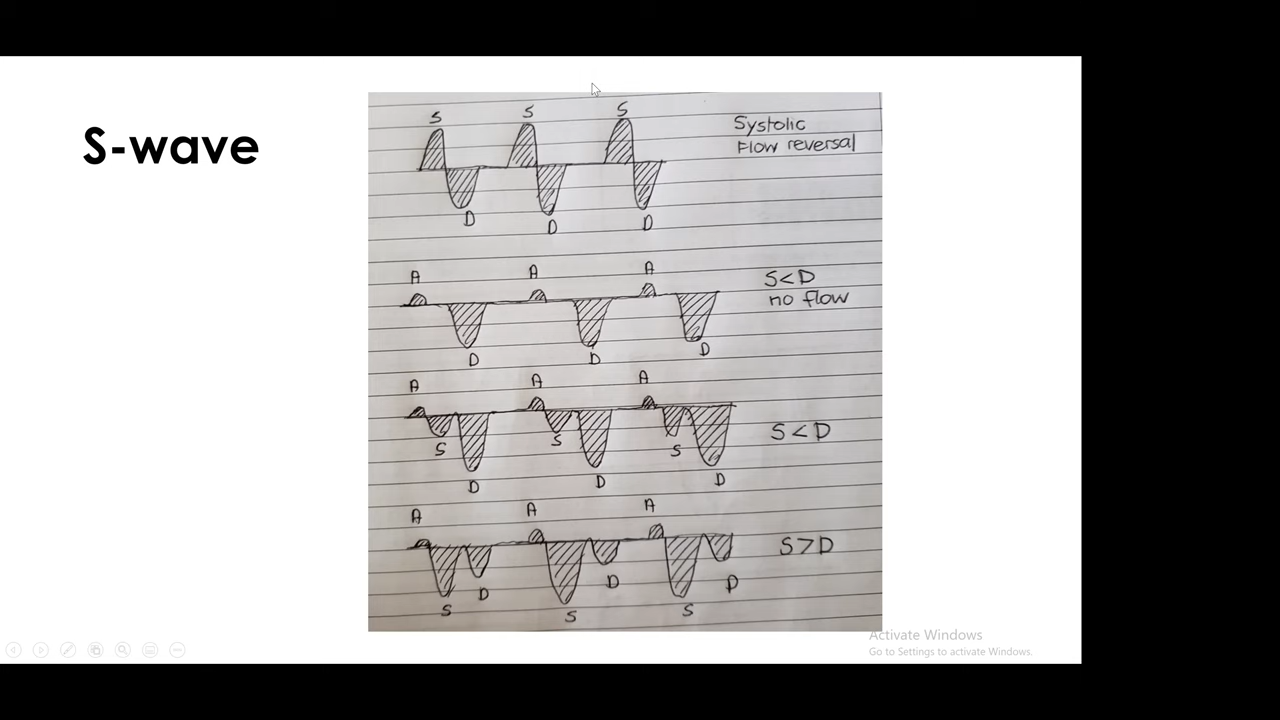 S-wave
S S S
Systolic
Flow reversal
D D D
A A A
S<D
no flow
D D D
A A A
S<D
S S S
D D D
A A A
S>D
D D D
S S S
Activate Windows
Go to Settings to activate Windows.